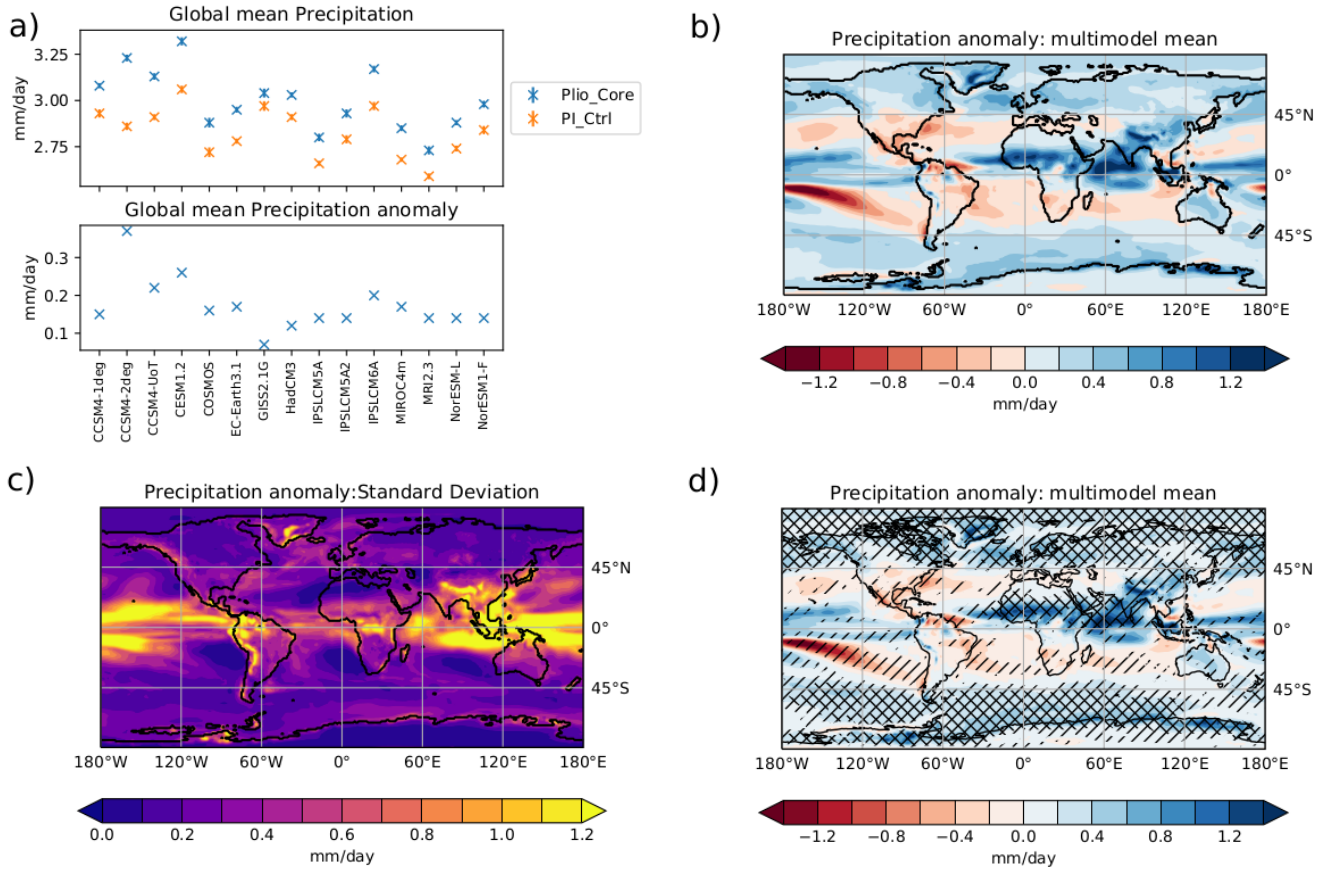 a)
Global mean Precipitation
mm/day
3.25
3.00
2.75
Plio_Core
PI_Ctrl
Global mean Precipitation anomaly
mm/day
0.3
0.2
0.1
CCSM4-1deg
CCSM4-2deg
CCSM4-UoT
CESM1.2
COSMOS
EC-Earth3.1
GISS2.1G
HadCM3
IPSLCM5A
IPSLCM5A2
IPSLCM6A
MIROC4m
MRI2.3
NorESM-L
NorESM1-F
b)
Precipitation anomaly: multimodel mean
45°N
0°
45°S
180°W 120°W 60°W 0° 60°E 120°E 180°E
−1.2 −0.8 −0.4 0.0 0.4 0.8 1.2
mm/day
c)
Precipitation anomaly:Standard Deviation
45°N
0°
45°S
180°W 120°W 60°W 0° 60°E 120°E 180°E
0.0 0.2 0.4 0.6 0.8 1.0 1.2
mm/day
d)
Precipitation anomaly: multimodel mean
45°N
0°
45°S
180°W 120°W 60°W 0° 60°E 120°E 180°E
−1.2 −0.8 −0.4 0.0 0.4 0.8 1.2
mm/day